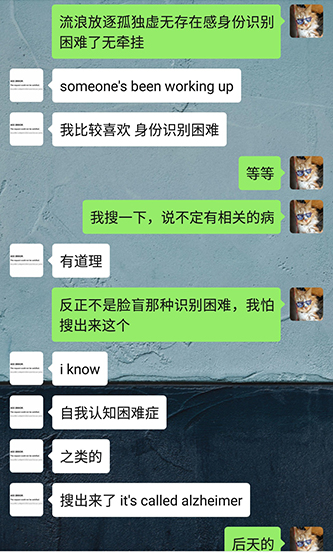 流浪放逐孤独虚无存在感身份识别
困难了无牵挂
someone's been working up
我比较喜欢 身份识别困难
等等
我搜一下，说不定有相关的病
有道理
反正不是脸盲那种识别困难，我怕
搜出来这个
i know
自我认知困难症
之类的
搜出来了 it's called alzheimer
后天的